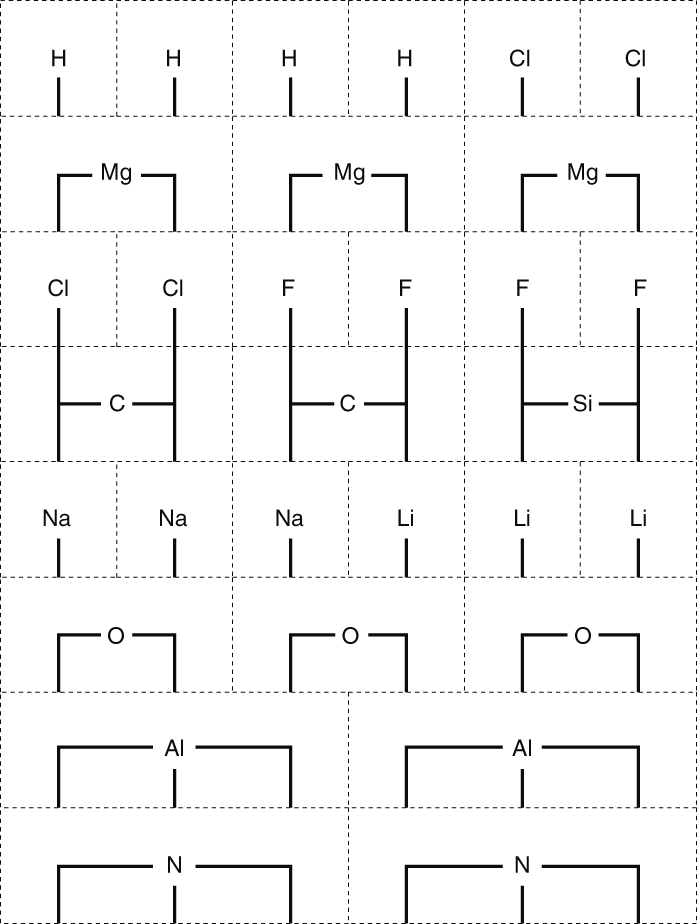 H H H H Cl Cl
Mg Mg Mg
Cl Cl F F F F
C C Si
Na Na Na Li Li Li
O O O
Al Al
N N